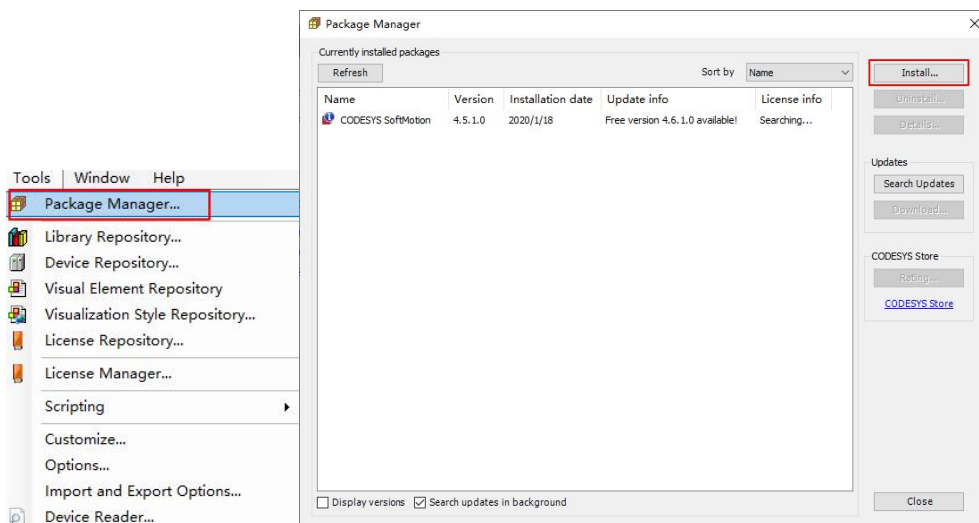 Tools Window Help
Package Manager...
Library Repository...
Device Repository...
Visual Element Repository
Visualization Style Repository...
License Repository...
License Manager...
Scripting
Customize...
Options...
Import and Export Options...
Device Reader...
Package Manager
Currently installed packages
Refresh
Sort by Name
Name Version Installation date Update info License info
CODESYS SoftMotion 4.5.1.0 2020/1/18 Free version 4.6.1.0 available! Searching...
Display versions Search updates in background
Install...
Uninstall...
Details...
Updates
Search Updates
Download...
CODESYS Store
Rating...
CODESYS Store
Close